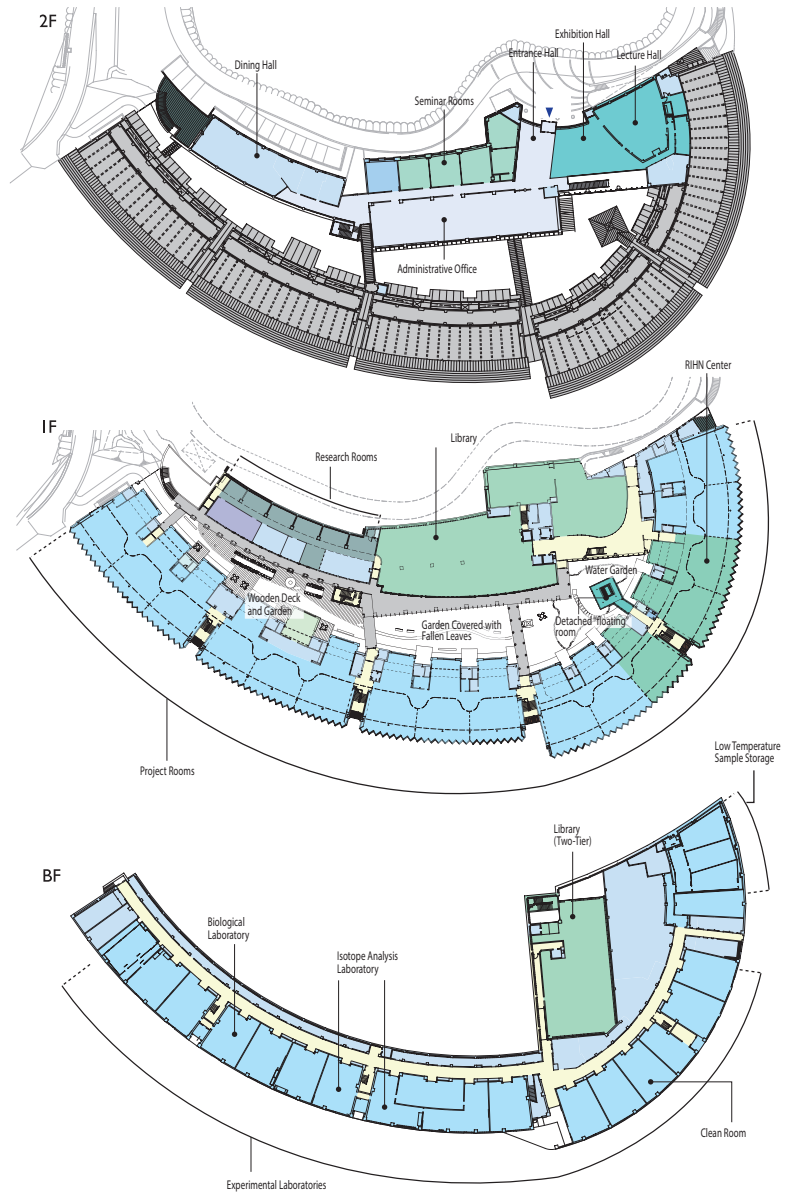 2F
Exhibition Hall
Entrance Hall
Lecture Hall
Dining Hall
Seminar Rooms
Administrative Office
RIHN Center
1F
Research Rooms
Library
Water Garden
Wooden Deck
and Garden
Garden Covered with
Fallen Leaves
Detached "floating"
room
Project Rooms
Low Temperature
Sample Storage
Library
(Two-Tier)
BF
Biological
Laboratory
Isotope Analysis
Laboratory
Clean Room
Experimental Laboratories